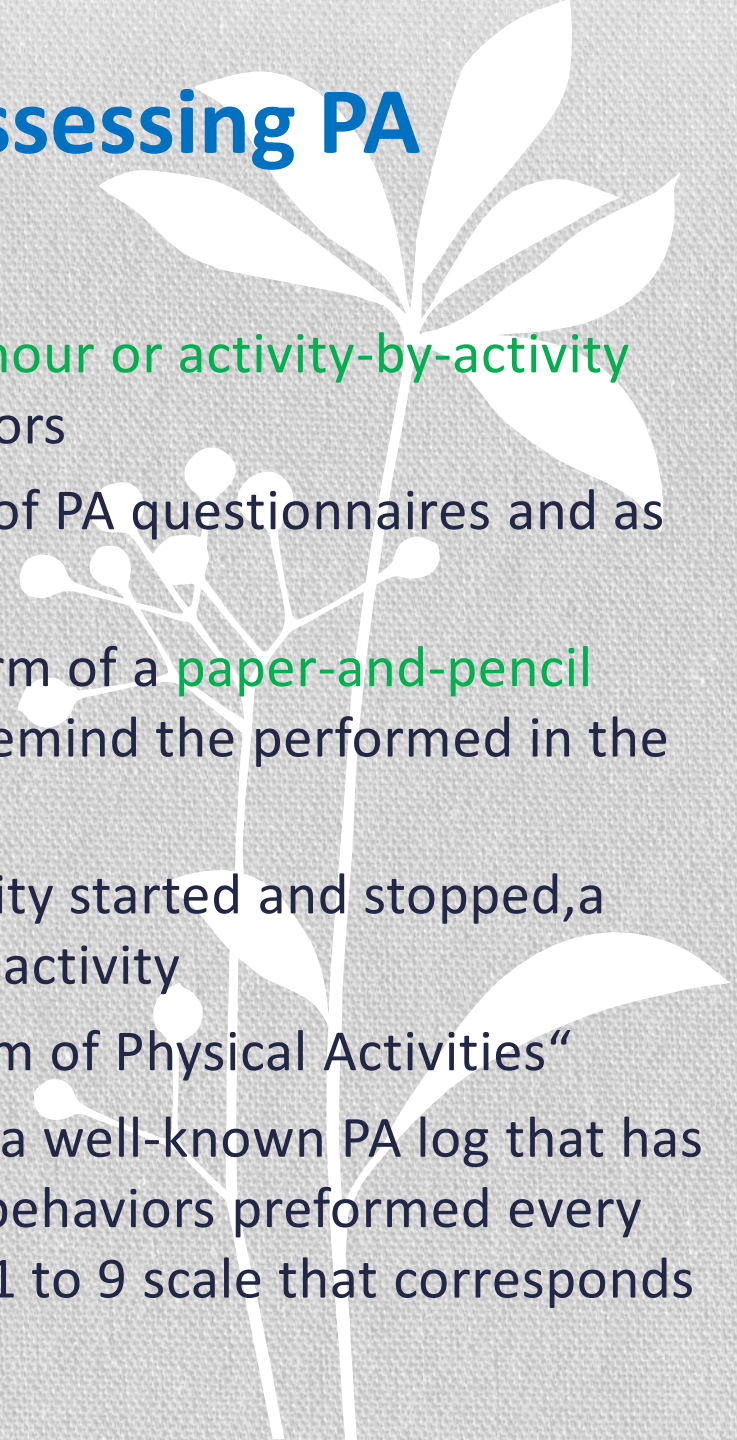 ssessing PA
hour or activity-by-activity
ors
of PA questionnaires and as
rm of a paper-and-pencil
emind the performed in the
ity started and stopped,a
activity
m of Physical Activities“
a well-known PA log that has
behaviors preformed every
1 to 9 scale that corresponds